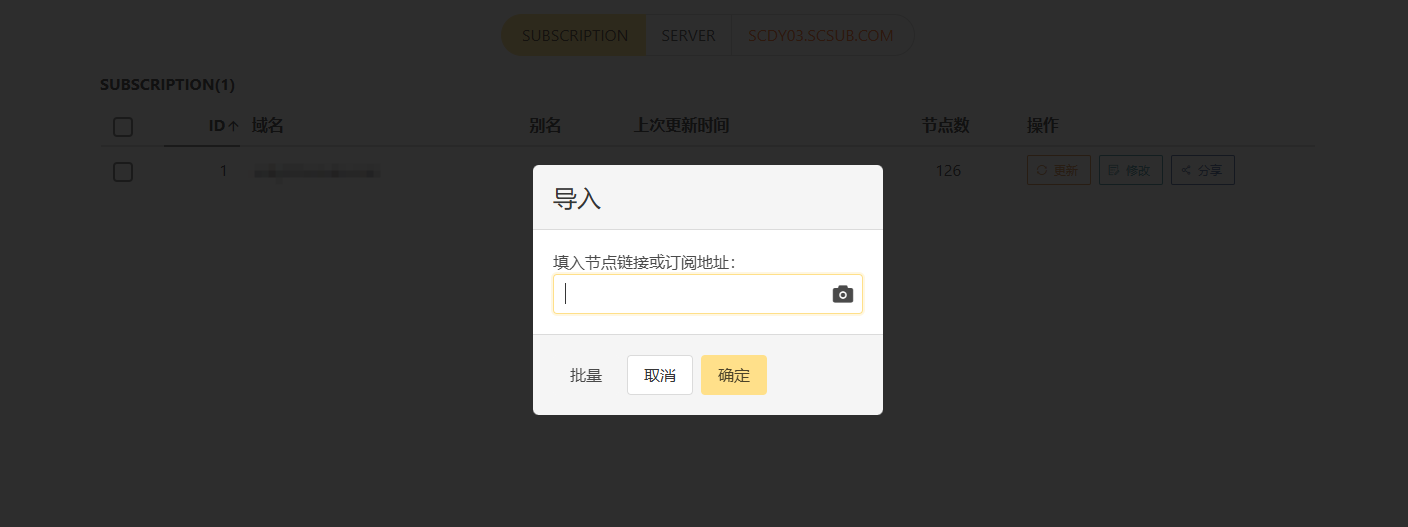 SUBSCRIPTION SERVER SCDY03.SCSUB.COM
SUBSCRIPTION(1)
ID↑ 域名 别名 上次更新时间 节点数 操作
1 126 更新 修改 分享
导入
填入节点链接或订阅地址：
批量 取消 确定